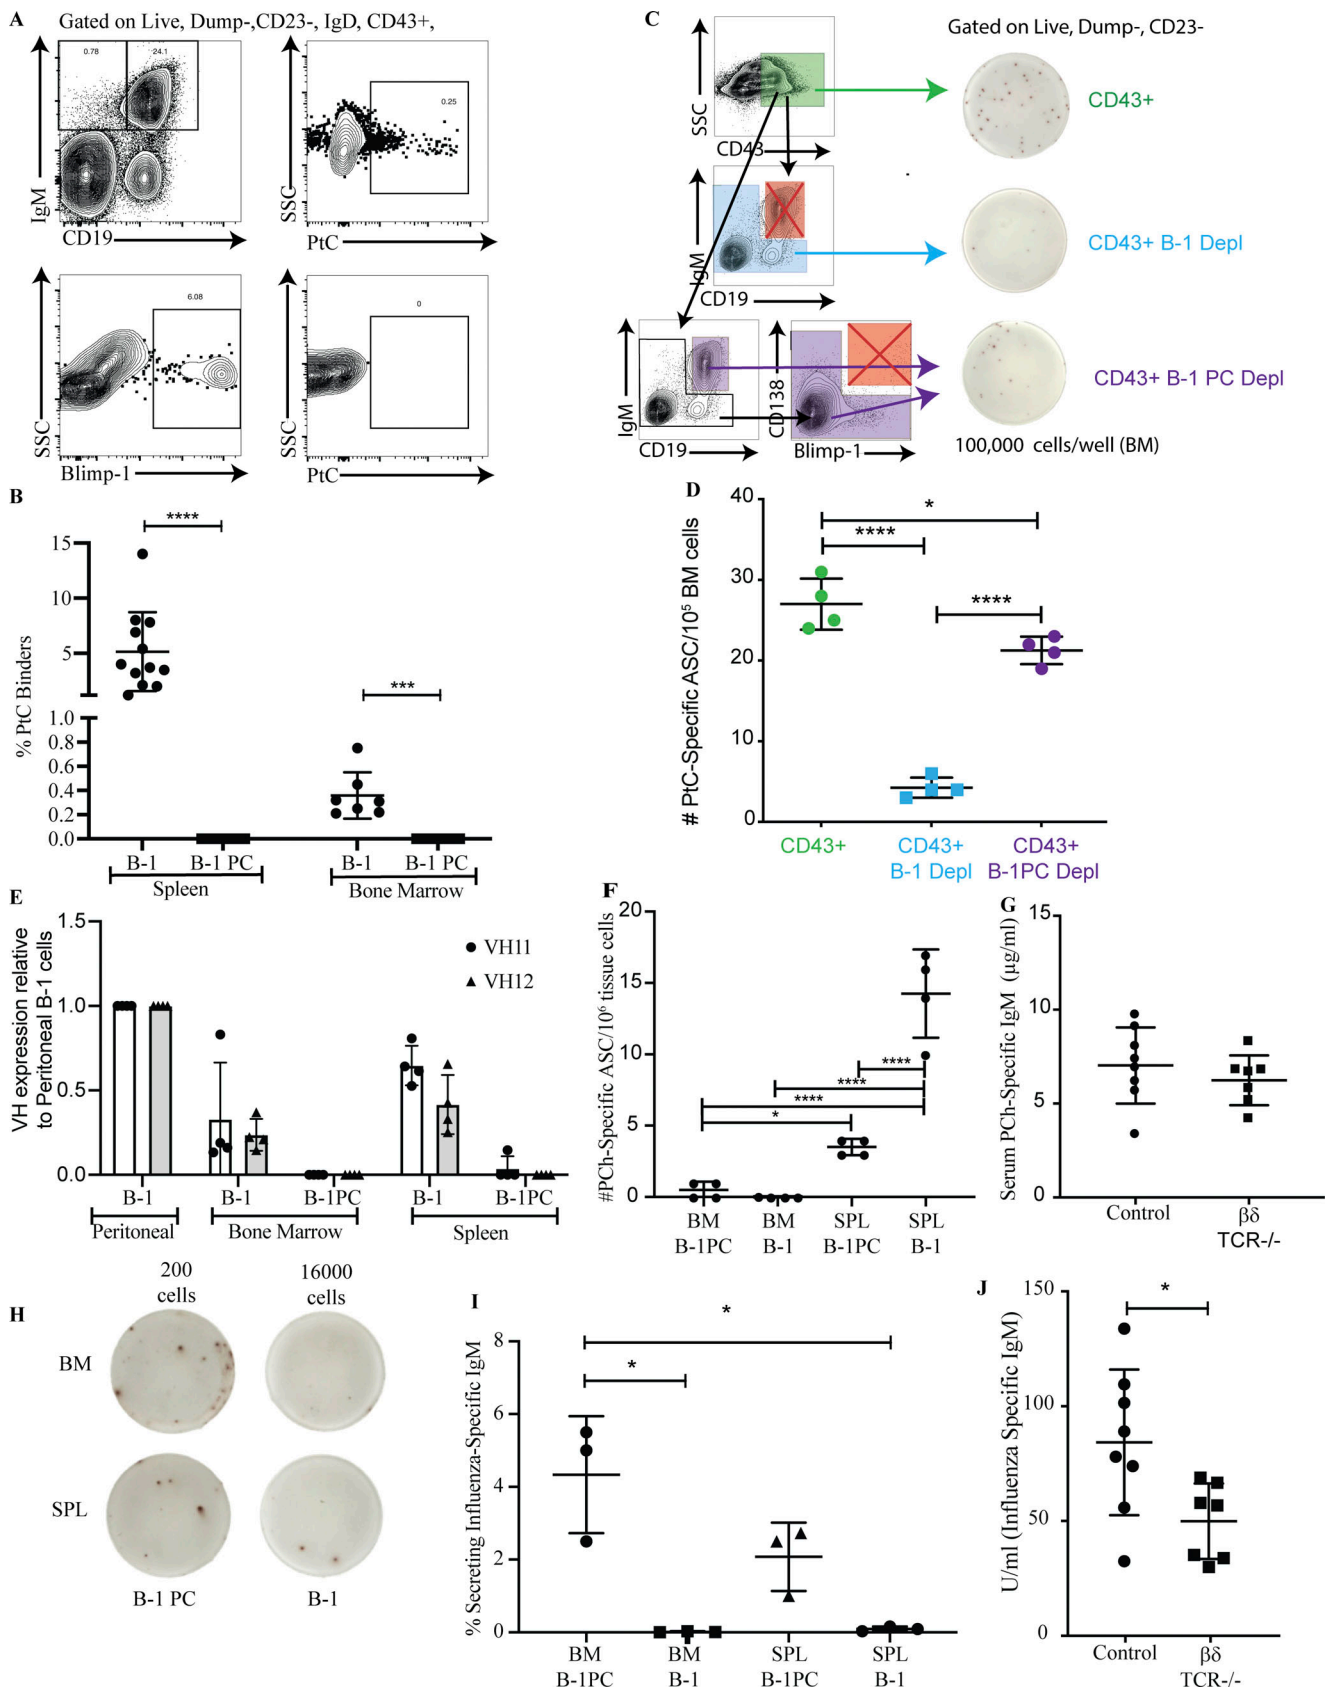 A
Gated on Live, Dump-,CD23-, IgD, CD43+,
0.78
24.1
IgM
CD19
0.25
SSC
PtC
6.08
SSC
Blimp-1
0
SSC
PtC
B
% PtC Binders
15
10
5
1.0
0.8
0.6
0.4
0.2
0.0
****
***
B-1
B-1 PC
B-1
B-1 PC
Spleen
Bone Marrow
C
Gated on Live, Dump-, CD23-
SSC
CD43
CD43+
IgM
CD19
CD43+ B-1 Depl
IgM
CD19
CD138
Blimp-1
CD43+ B-1 PC Depl
100,000 cells/well (BM)
D
# PtC-Specific ASC/10⁵ BM cells
40
30
20
10
0
*
****
****
CD43+
CD43+
B-1 Depl
CD43+
B-1PC Depl
E
VH expression relative
to Peritoneal B-1 cells
1.5
1.0
0.5
0.0
VH11
VH12
B-1
B-1
B-1PC
B-1
B-1PC
Peritoneal
Bone Marrow
Spleen
F
#PCh-Specific ASC/10⁶ tissue cells
20
15
10
5
0
****
****
****
*
BM
B-1PC
BM
B-1
SPL
B-1PC
SPL
B-1
G
Serum PCh-Specific IgM (µg/ml)
15
10
5
0
Control
βδ
TCR-/-
H
200
cells
16000
cells
BM
SPL
B-1 PC
B-1
I
% Secreting Influenza-Specific IgM
8
6
4
2
0
*
*
BM
B-1PC
BM
B-1
SPL
B-1PC
SPL
B-1
J
U/ml (Influenza Specific IgM)
150
100
50
0
*
Control
βδ
TCR-/-